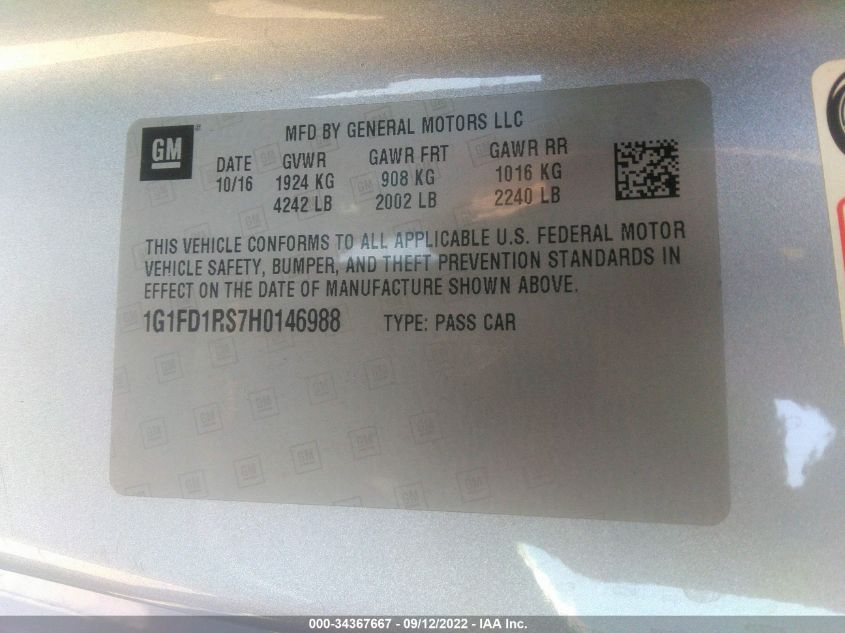 GM
MFD BY GENERAL MOTORS LLC
DATE GVWR GAWR FRT GAWR RR
10/16 1924 KG 908 KG 1016 KG
4242 LB 2002 LB 2240 LB
THIS VEHICLE CONFORMS TO ALL APPLICABLE U.S. FEDERAL MOTOR
VEHICLE SAFETY, BUMPER, AND THEFT PREVENTION STANDARDS IN
EFFECT ON THE DATE OF MANUFACTURE SHOWN ABOVE.
1G1FD1RS7H0146988 TYPE: PASS CAR
000-34367667 - 09/12/2022 - IAA Inc.